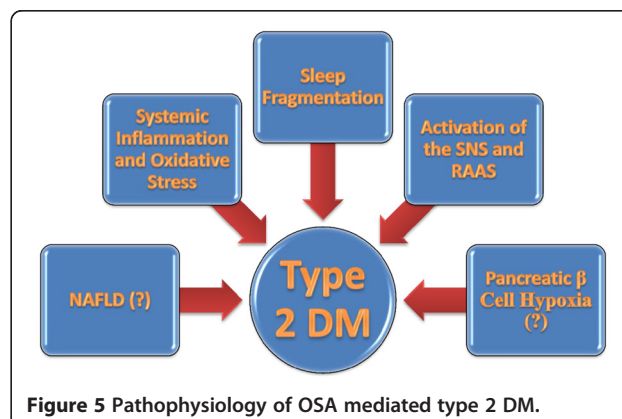 Sleep
Fragmentation
Systemic
Inflammation
and Oxidative
Stress
Activation of
the SNS and
RAAS
NAFLD (?)
Type
2 DM
Pancreatic β
Cell Hypoxia
(?)
Figure 5 Pathophysiology of OSA mediated type 2 DM.